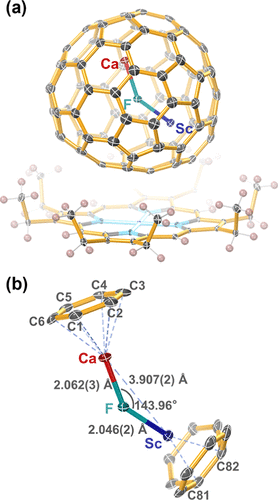 (a)
Ca
F
Sc
(b)
C4 C3
C5
C6 C1 C2
Ca
3.907(2) Å
2.062(3) Å
143.96°
F
2.046(2) Å
Sc
C82
C81